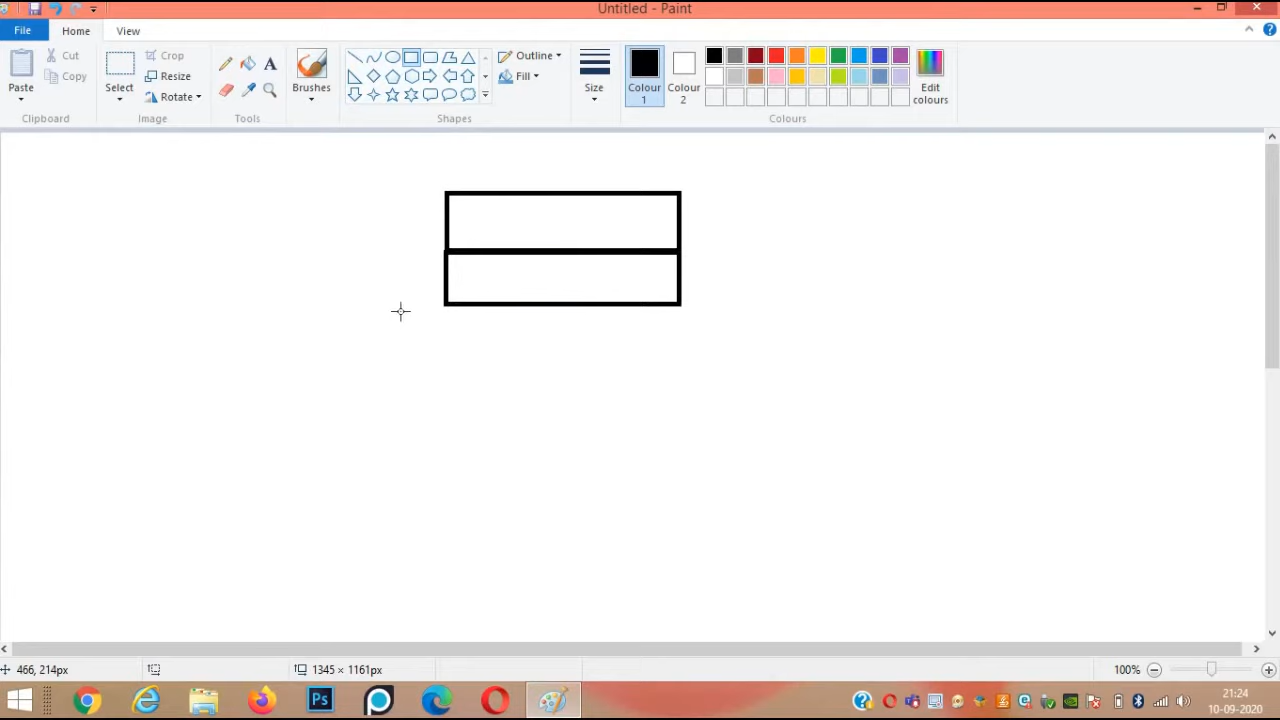 Untitled - Paint
File Home View
Paste
Cut
Copy
Clipboard
Select
Crop
Resize
Rotate
Image
A
Tools
Brushes
Outline
Fill
Shapes
Size
Colour 1
Colour 2
Edit colours
Colours
466, 214px
1345 × 1161px
100%
Ps
21:24
10-09-2020